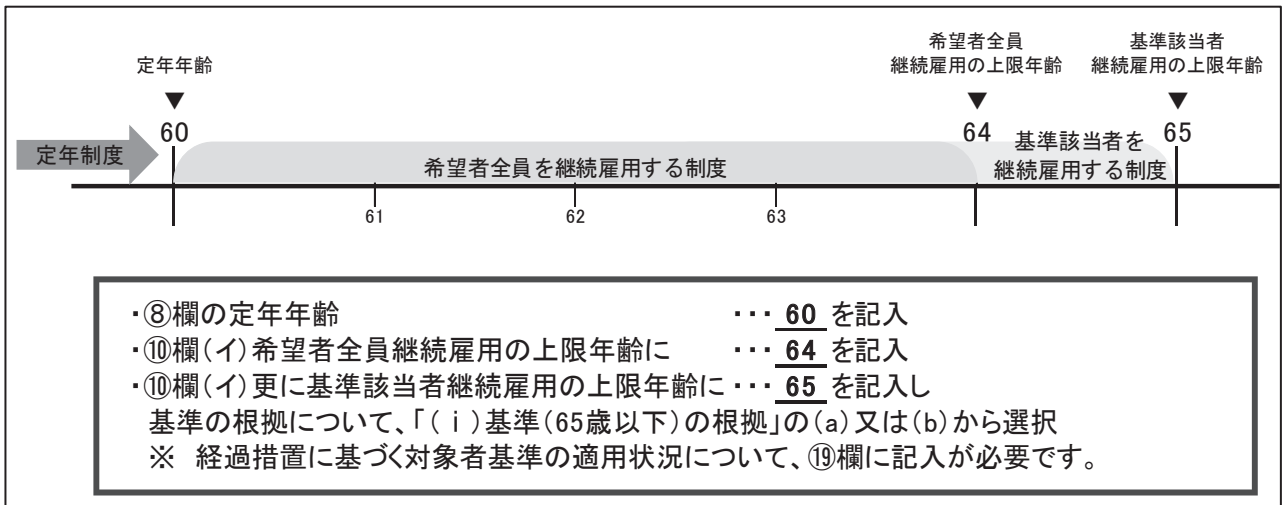 希望者全員
継続雇用の上限年齢
基準該当者
継続雇用の上限年齢
定年年齢
▼
▼
▼
60
64
65
定年制度
希望者全員を継続雇用する制度
基準該当者を
継続雇用する制度
61
62
63
・⑧欄の定年年齢 ・・・ 60 を記入
・⑩欄(イ)希望者全員継続雇用の上限年齢に ・・・ 64 を記入
・⑩欄(イ)更に基準該当者継続雇用の上限年齢に・・・ 65 を記入し
基準の根拠について、「(ⅰ)基準(65歳以下)の根拠」の(a)又は(b)から選択
※ 経過措置に基づく対象者基準の適用状況について、⑲欄に記入が必要です。